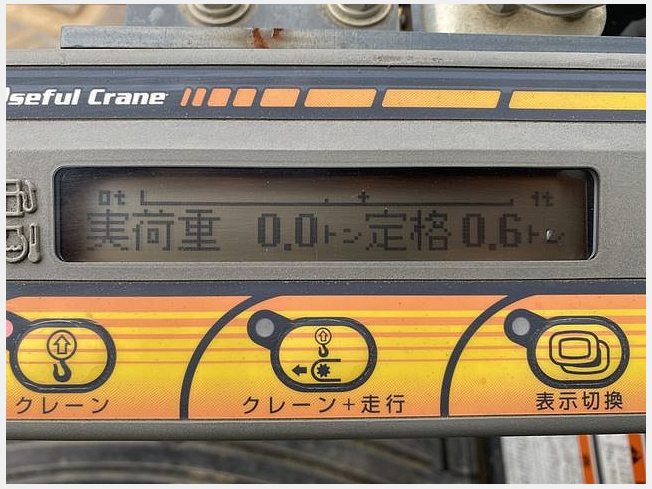 Useful Crane
0t 1t
実荷重 0.0トン 定格 0.6トン
クレーン
クレーン+走行
表示切換